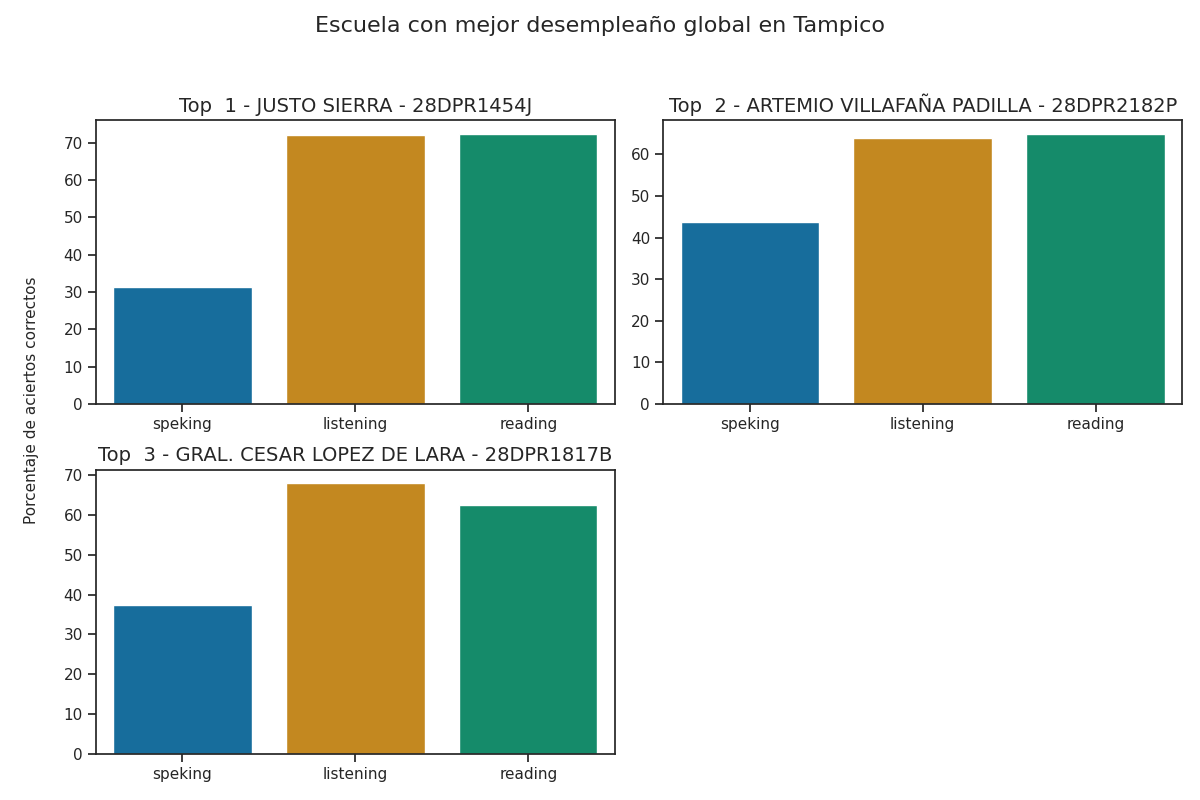 Escuela con mejor desempleaño global en Tampico
Top  1 - JUSTO SIERRA - 28DPR1454J
70
60
50
40
30
20
10
0
speking
listening
reading
Top  2 - ARTEMIO VILLAFAÑA PADILLA - 28DPR2182P
60
50
40
30
20
10
0
speking
listening
reading
Porcentaje de aciertos correctos
Top  3 - GRAL. CESAR LOPEZ DE LARA - 28DPR1817B
70
60
50
40
30
20
10
0
speking
listening
reading